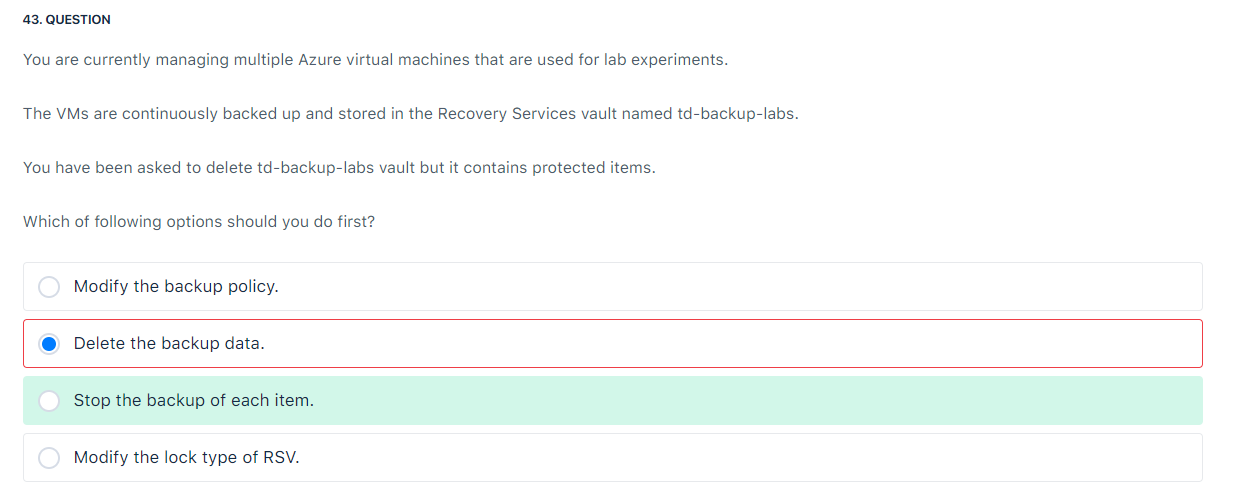 43. QUESTION
You are currently managing multiple Azure virtual machines that are used for lab experiments.
The VMs are continuously backed up and stored in the Recovery Services vault named td-backup-labs.
You have been asked to delete td-backup-labs vault but it contains protected items.
Which of following options should you do first?
Modify the backup policy.
Delete the backup data.
Stop the backup of each item.
Modify the lock type of RSV.